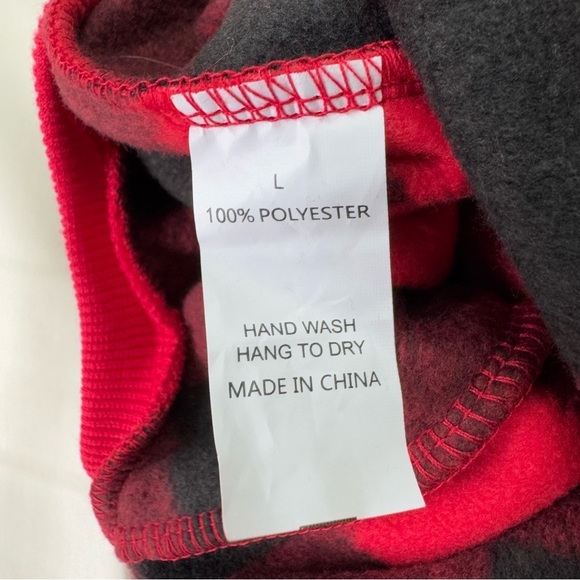 L
100% POLYESTER
HAND WASH
HANG TO DRY
MADE IN CHINA